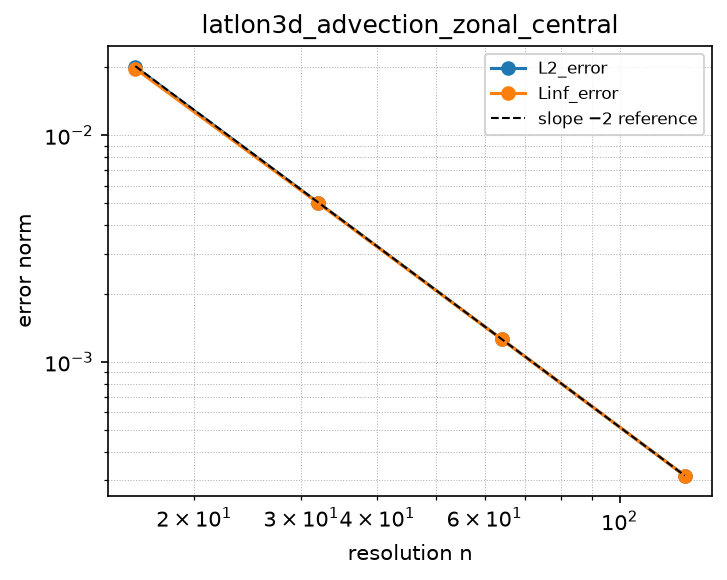 latlon3d_advection_zonal_central
L2_error
Linf_error
slope −2 reference
error norm
10⁻²
10⁻³
2 × 10¹ 3 × 10¹ 4 × 10¹ 6 × 10¹ 10²
resolution n